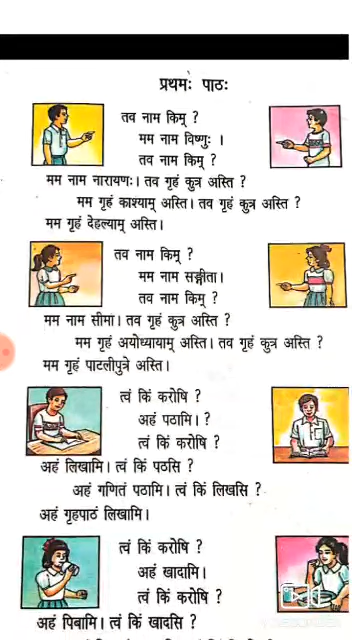 प्रथमः पाठः
तव नाम किम् ?
मम नाम विष्णुः ।
तव नाम किम् ?
मम नाम नारायणः। तव गृहं कुत्र अस्ति ?
मम गृहं काश्याम् अस्ति। तव गृहं कुत्र अस्ति ?
मम गृहं देहल्याम् अस्ति।
तव नाम किम् ?
मम नाम सङ्गीता।
तव नाम किम् ?
मम नाम सीमा। तव गृहं कुत्र अस्ति ?
मम गृहं अयोध्यायाम् अस्ति। तव गृहं कुत्र अस्ति ?
मम गृहं पाटलीपुत्रे अस्ति।
त्वं किं करोषि ?
अहं पठामि। ?
त्वं किं करोषि ?
अहं लिखामि। त्वं किं पठसि ?
अहं गणितं पठामि। त्वं किं लिखसि ?
अहं गृहपाठं लिखामि।
त्वं किं करोषि ?
अहं खादामि।
त्वं किं करोषि ?
अहं पिबामि। त्वं किं खादसि ?